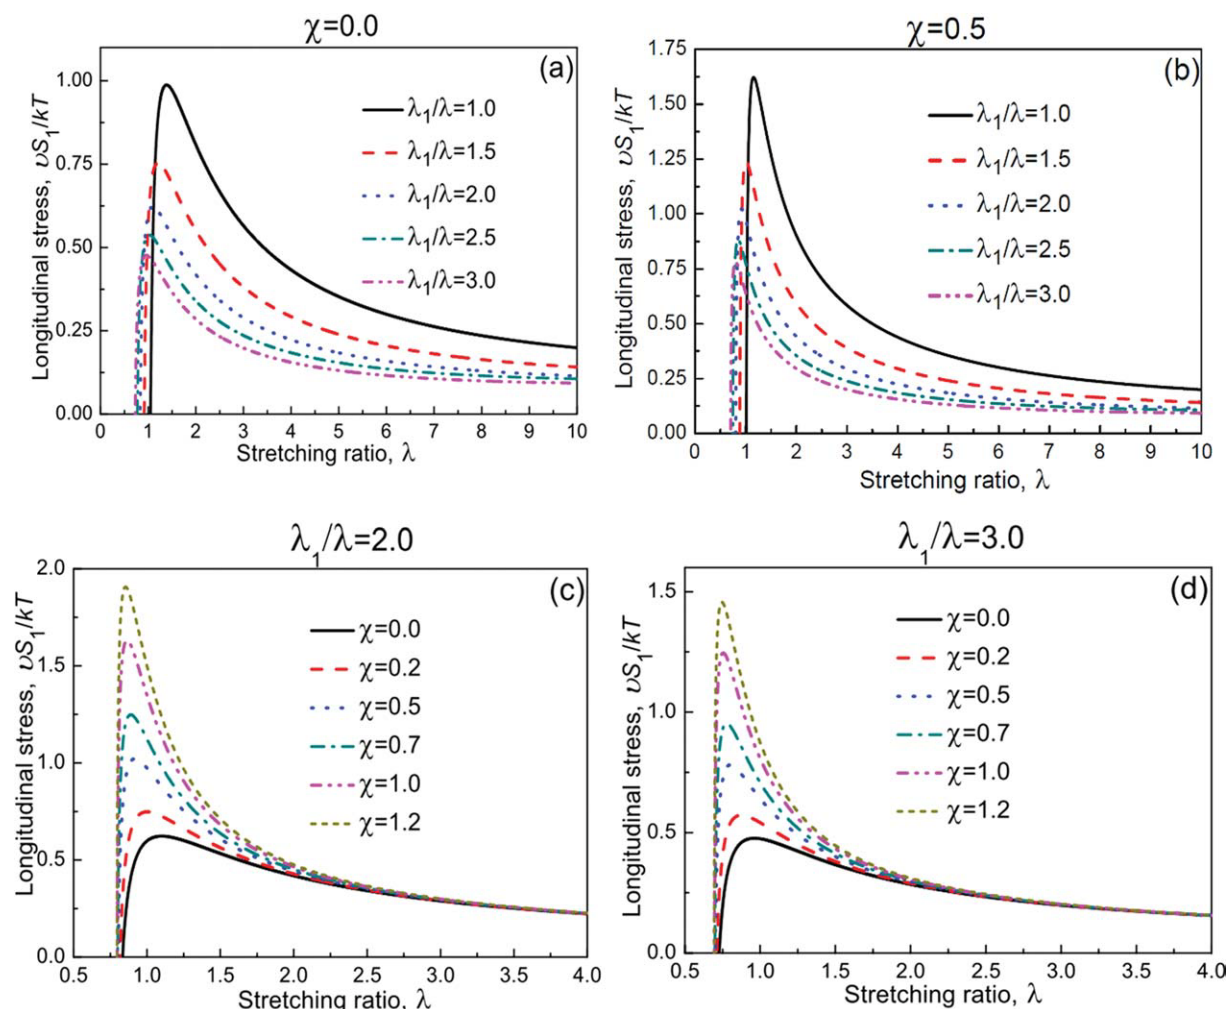 χ=0.0
(a)
Longitudinal stress, υS₁/kT
1.00
0.75
0.50
0.25
0.00
λ₁/λ=1.0
λ₁/λ=1.5
λ₁/λ=2.0
λ₁/λ=2.5
λ₁/λ=3.0
0 1 2 3 4 5 6 7 8 9 10
Stretching ratio, λ
χ=0.5
(b)
Longitudinal stress, υS₁/kT
1.75
1.50
1.25
1.00
0.75
0.50
0.25
0.00
λ₁/λ=1.0
λ₁/λ=1.5
λ₁/λ=2.0
λ₁/λ=2.5
λ₁/λ=3.0
0 1 2 3 4 5 6 7 8 9 10
Stretching ratio, λ
λ₁/λ=2.0
(c)
Longitudinal stress, υS₁/kT
2.0
1.5
1.0
0.5
0.0
χ=0.0
χ=0.2
χ=0.5
χ=0.7
χ=1.0
χ=1.2
0.5 1.0 1.5 2.0 2.5 3.0 3.5 4.0
Stretching ratio, λ
λ₁/λ=3.0
(d)
Longitudinal stress, υS₁/kT
1.5
1.0
0.5
0.0
χ=0.0
χ=0.2
χ=0.5
χ=0.7
χ=1.0
χ=1.2
0.5 1.0 1.5 2.0 2.5 3.0 3.5 4.0
Stretching ratio, λ